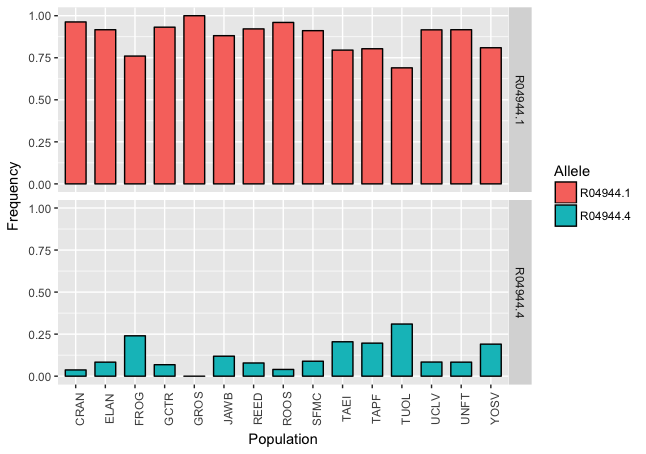 1.00
0.75
0.50
0.25
0.00
R04944.1
1.00
0.75
0.50
0.25
0.00
R04944.4
Frequency
CRAN
ELAN
FROG
GCTR
GROS
JAWB
REED
ROOS
SFMC
TAEI
TAPF
TUOL
UCLV
UNFT
YOSV
Population
Allele
R04944.1
R04944.4